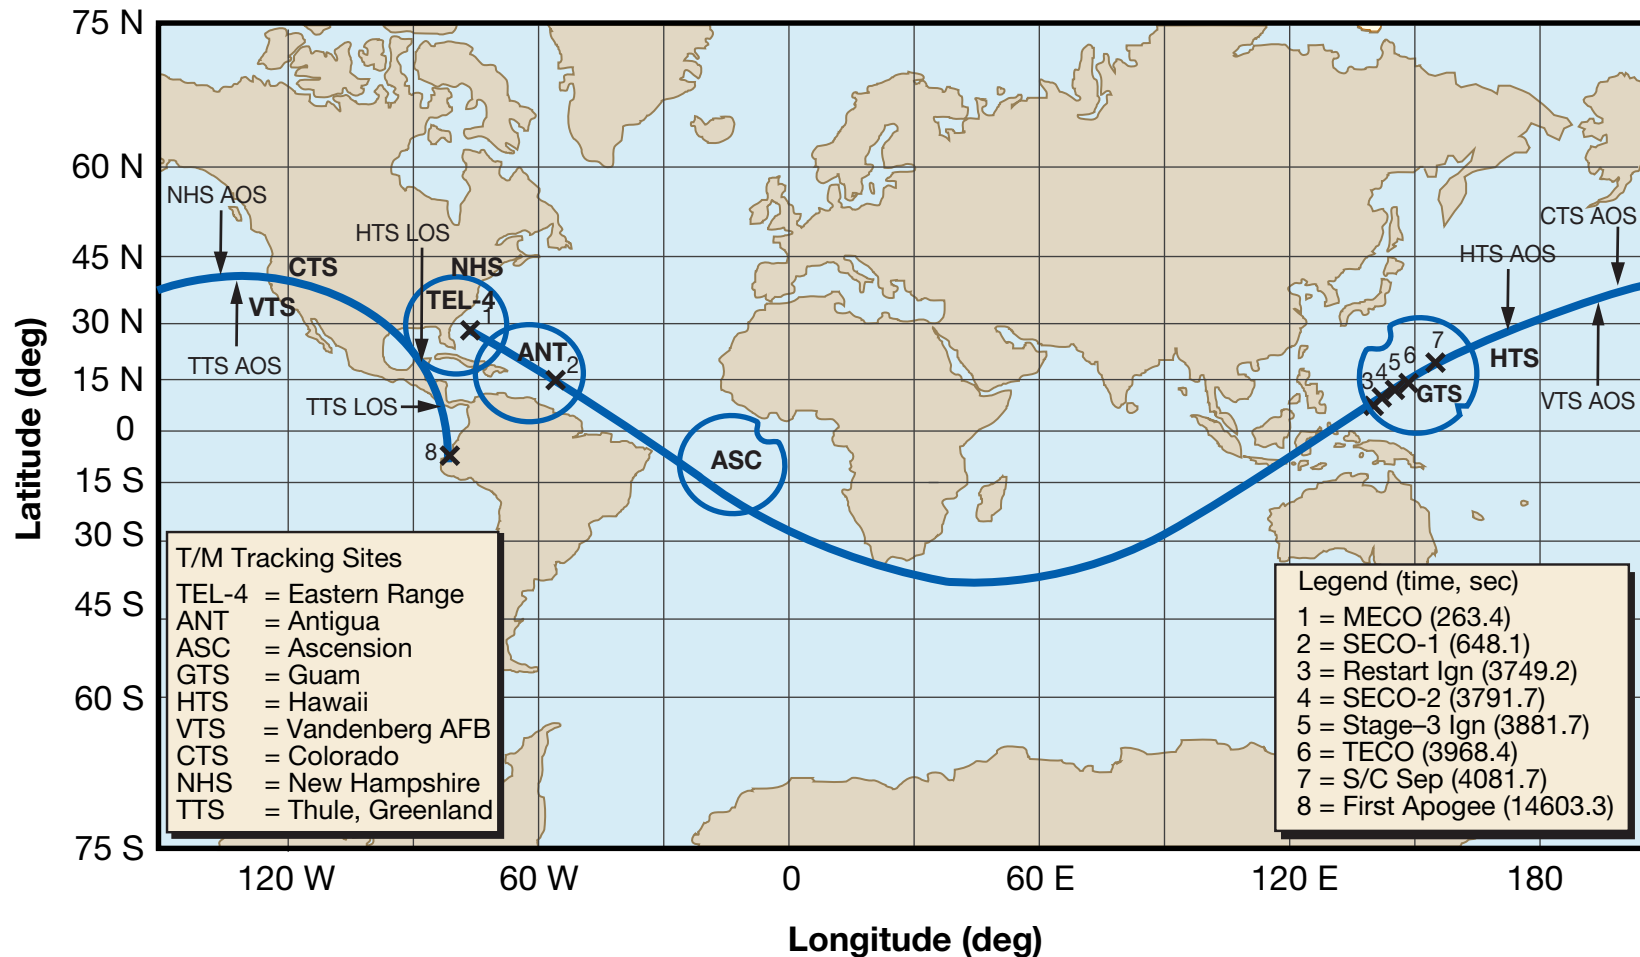 75 N
60 N
45 N
30 N
15 N
0
15 S
30 S
45 S
60 S
75 S
Latitude (deg)
120 W
60 W
0
60 E
120 E
180
Longitude (deg)
NHS AOS
HTS LOS
CTS
NHS
VTS
TEL-4
1
TTS AOS
ANT
2
TTS LOS
8
ASC
CTS AOS
HTS AOS
7
6
5
4
3
HTS
GTS
VTS AOS
T/M Tracking Sites
TEL-4 = Eastern Range
ANT = Antigua
ASC = Ascension
GTS = Guam
HTS = Hawaii
VTS = Vandenberg AFB
CTS = Colorado
NHS = New Hampshire
TTS = Thule, Greenland
Legend (time, sec)
1 = MECO (263.4)
2 = SECO-1 (648.1)
3 = Restart Ign (3749.2)
4 = SECO-2 (3791.7)
5 = Stage–3 Ign (3881.7)
6 = TECO (3968.4)
7 = S/C Sep (4081.7)
8 = First Apogee (14603.3)